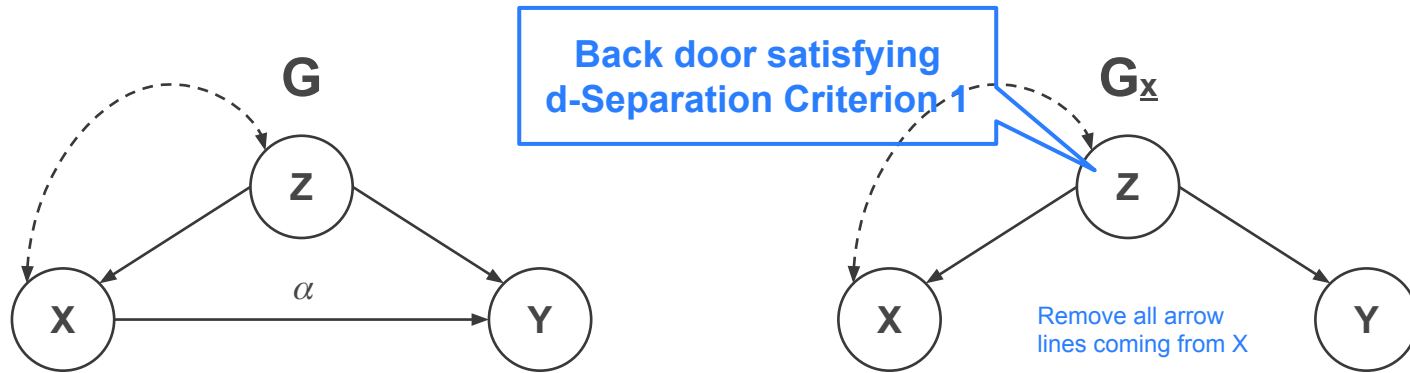 Back door satisfying
d-Separation Criterion 1
G
Gx
Z
Z
α
X
Y
X
Remove all arrow
lines coming from X
Y